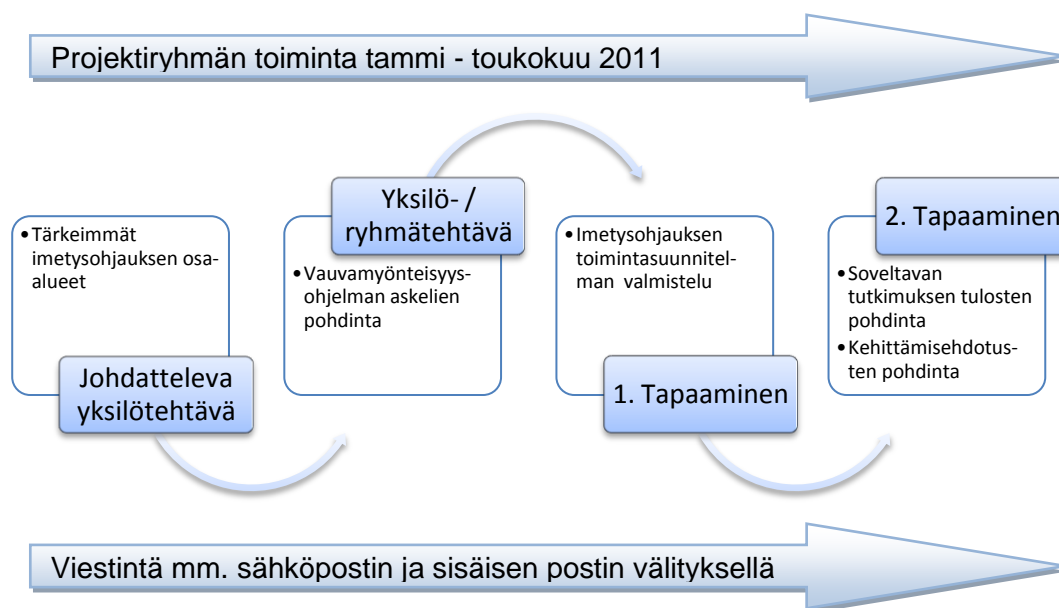 Projektiryhmän toiminta tammi - toukokuu 2011
•Tärkeimmät
imetysohjauksen osa-
alueet
Johdatteleva
yksilötehtävä
Yksilö- /
ryhmätehtävä
•Vauvamyönteisyys-
ohjelman askelien
pohdinta
•Imetysohjauksen
toimintasuunnitel-
man valmistelu
1. Tapaaminen
2. Tapaaminen
•Soveltavan
tutkimuksen tulosten
pohdinta
•Kehittämisehdotus-
ten pohdinta
Viestintä mm. sähköpostin ja sisäisen postin välityksellä